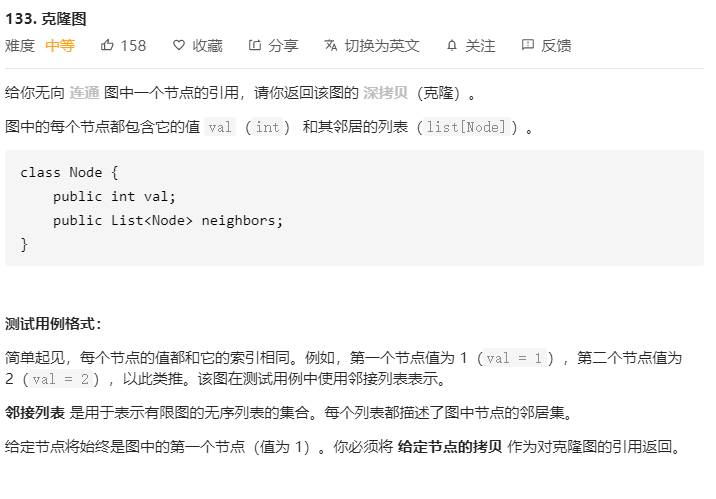 133. 克隆图
难度 中等 158 收藏 分享 切换为英文 关注 反馈
给你无向 连通 图中一个节点的引用，请你返回该图的 深拷贝（克隆）。
图中的每个节点都包含它的值 val（int） 和其邻居的列表（list[Node]）。
class Node {
    public int val;
    public List<Node> neighbors;
}
测试用例格式：
简单起见，每个节点的值都和它的索引相同。例如，第一个节点值为 1（val = 1），第二个节点值为
2（val = 2），以此类推。该图在测试用例中使用邻接列表表示。
邻接列表 是用于表示有限图的无序列表的集合。每个列表都描述了图中节点的邻居集。
给定节点将始终是图中的第一个节点（值为 1）。你必须将 给定节点的拷贝 作为对克隆图的引用返回。